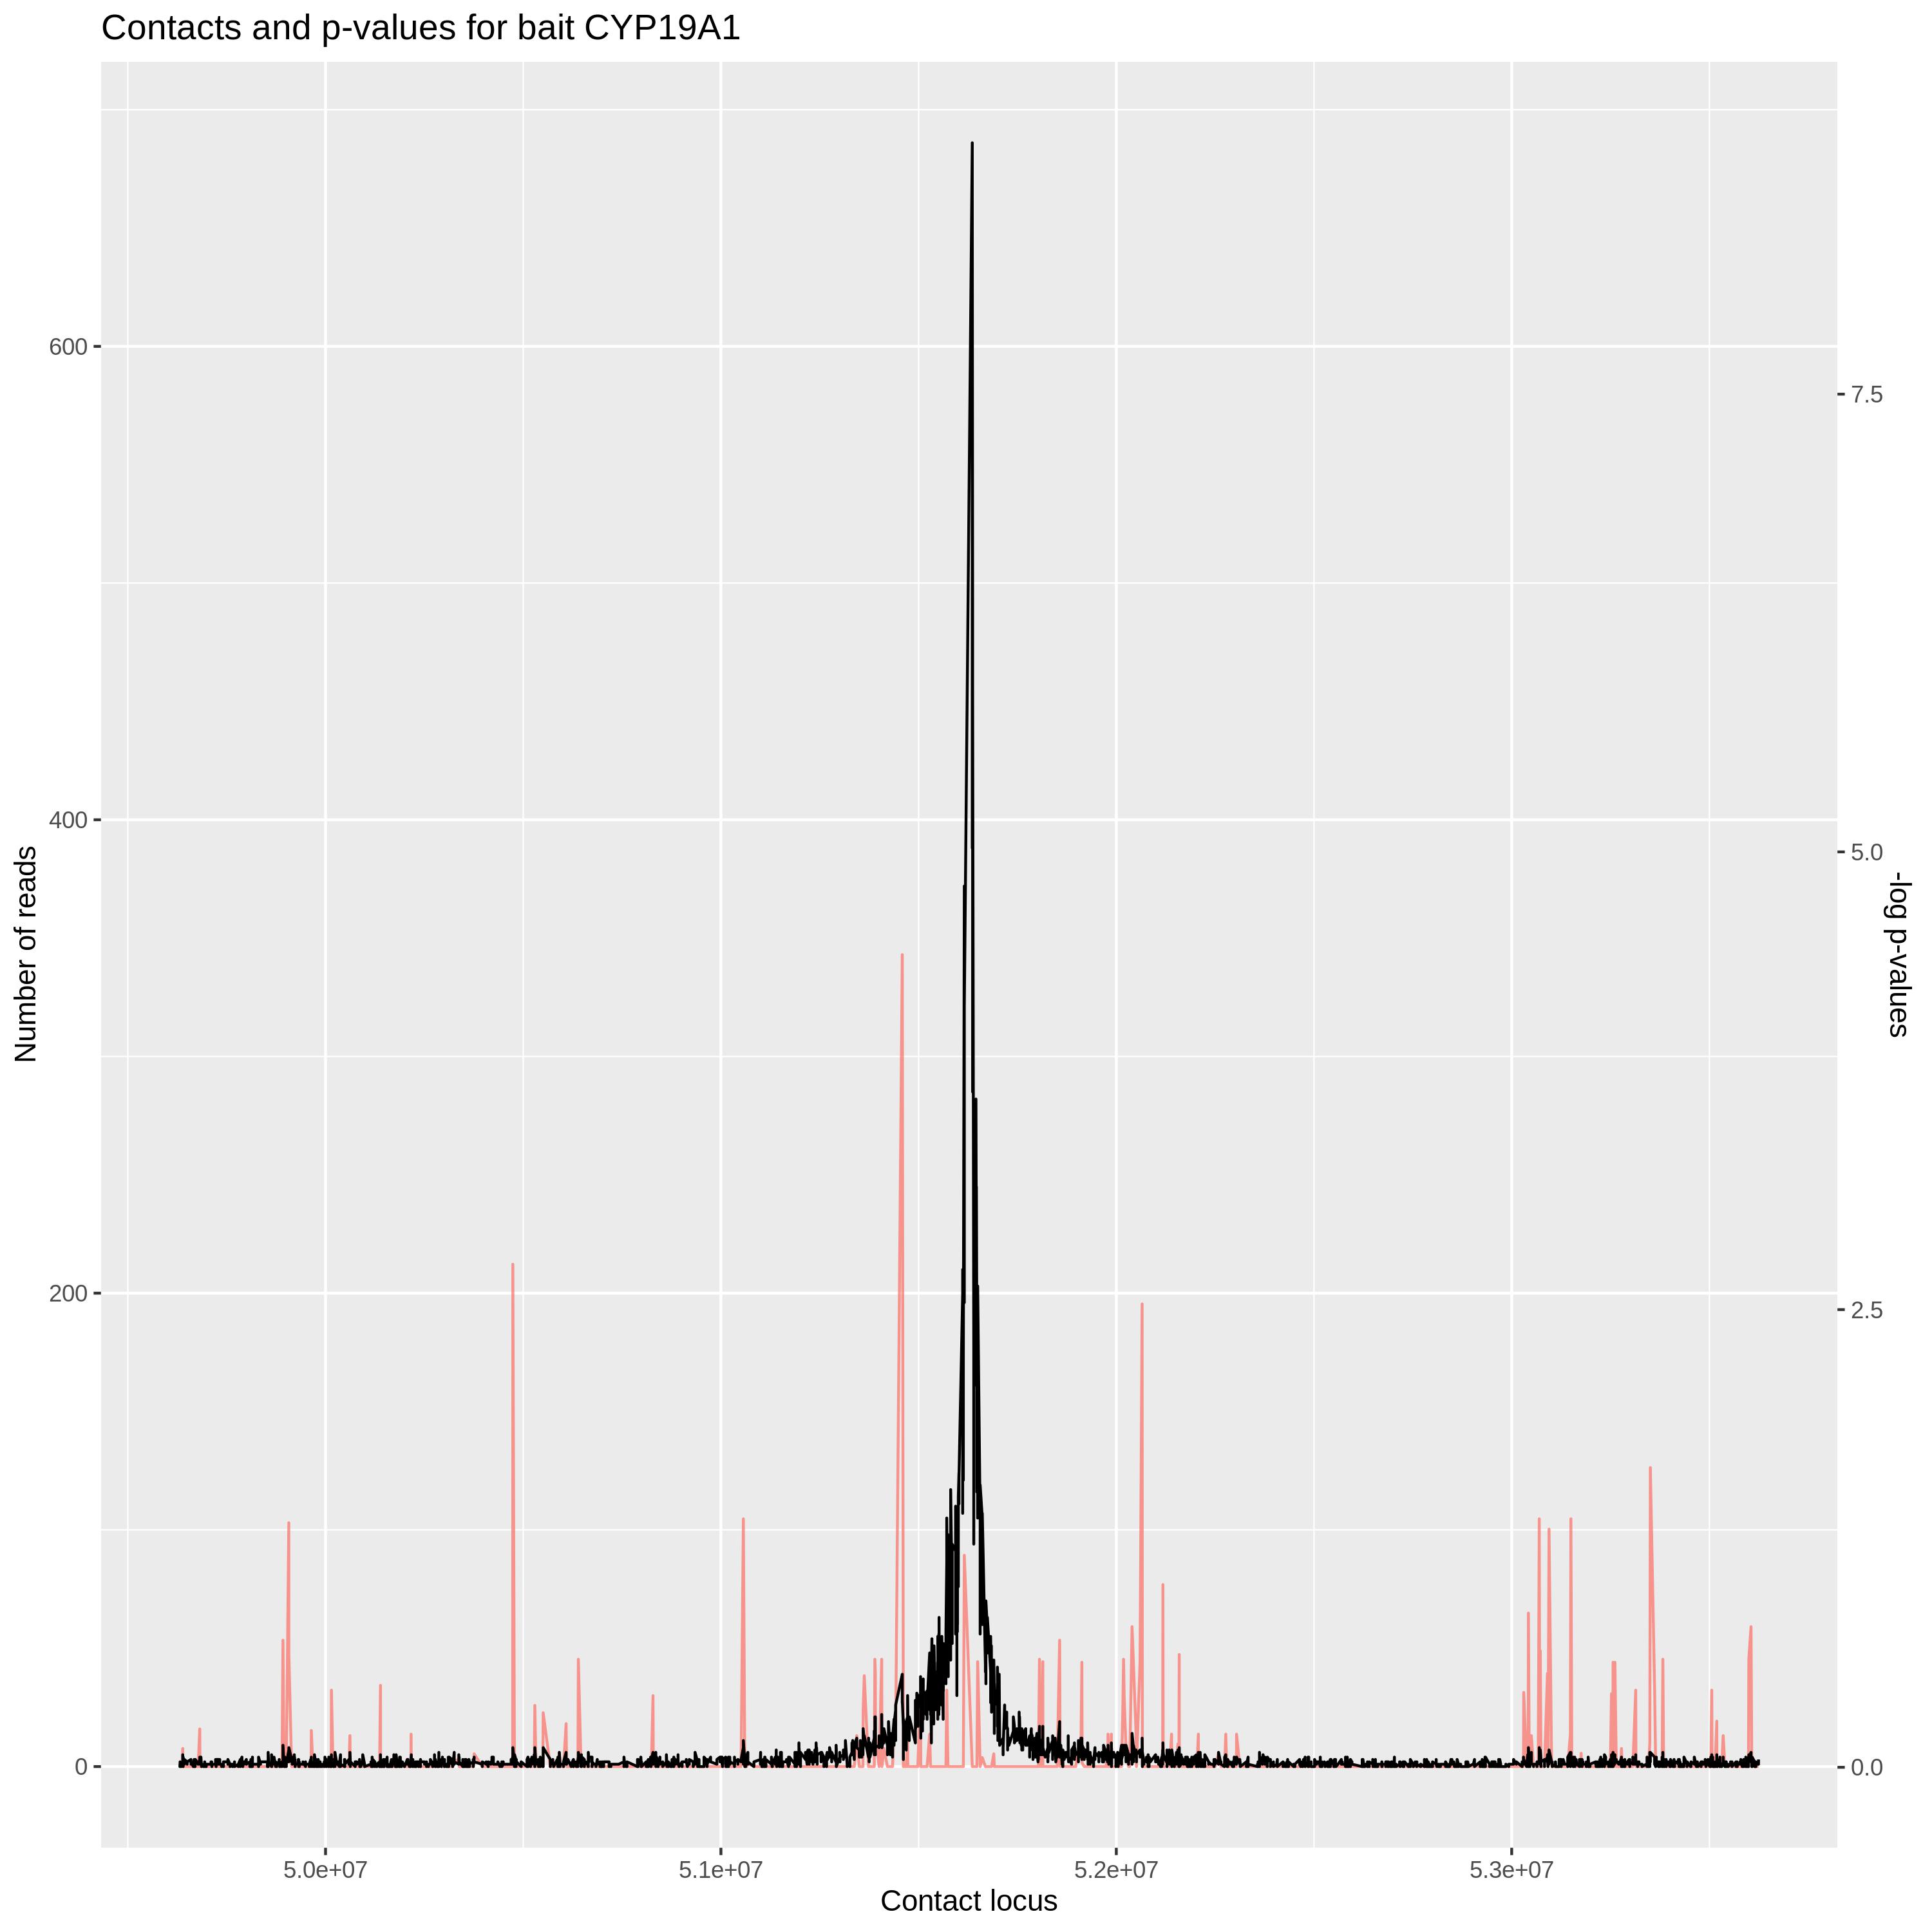 Contacts and p-values for bait CYP19A1
600
400
200
0
Number of reads
7.5
5.0
2.5
0.0
-log p-values
5.0e+07
5.1e+07
5.2e+07
5.3e+07
Contact locus